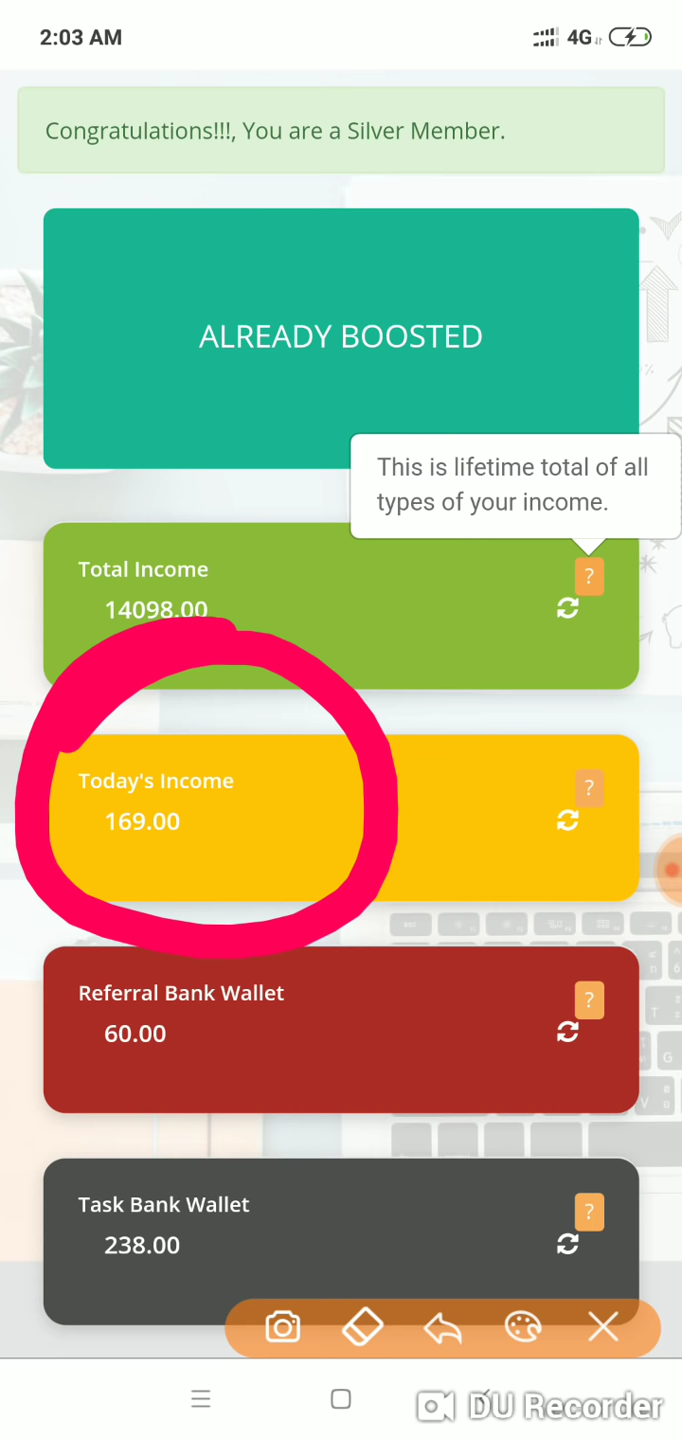 2:03 AM
4G
Congratulations!!!, You are a Silver Member.
ALREADY BOOSTED
This is lifetime total of all
types of your income.
Total Income
?
14098.00
Today's Income
?
169.00
Referral Bank Wallet
?
60.00
Task Bank Wallet
?
238.00
DU Recorder